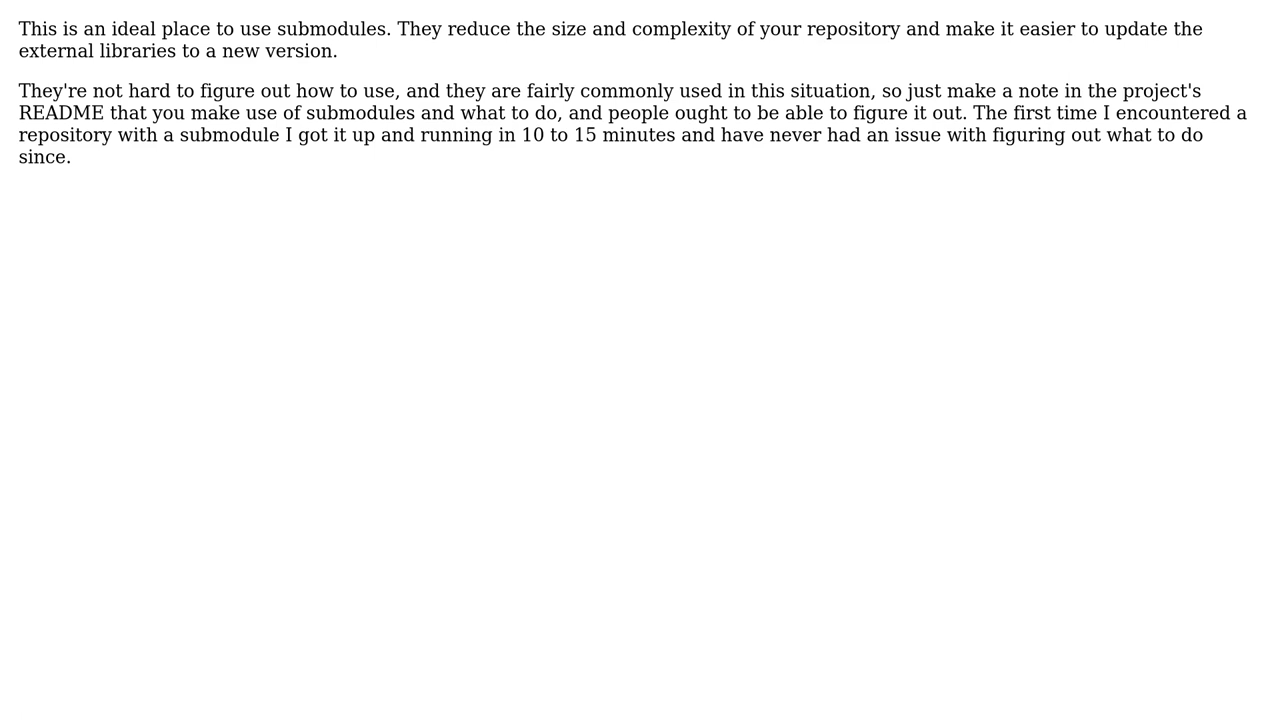 This is an ideal place to use submodules. They reduce the size and complexity of your repository and make it easier to update the
external libraries to a new version.
They're not hard to figure out how to use, and they are fairly commonly used in this situation, so just make a note in the project's
README that you make use of submodules and what to do, and people ought to be able to figure it out. The first time I encountered a
repository with a submodule I got it up and running in 10 to 15 minutes and have never had an issue with figuring out what to do
since.